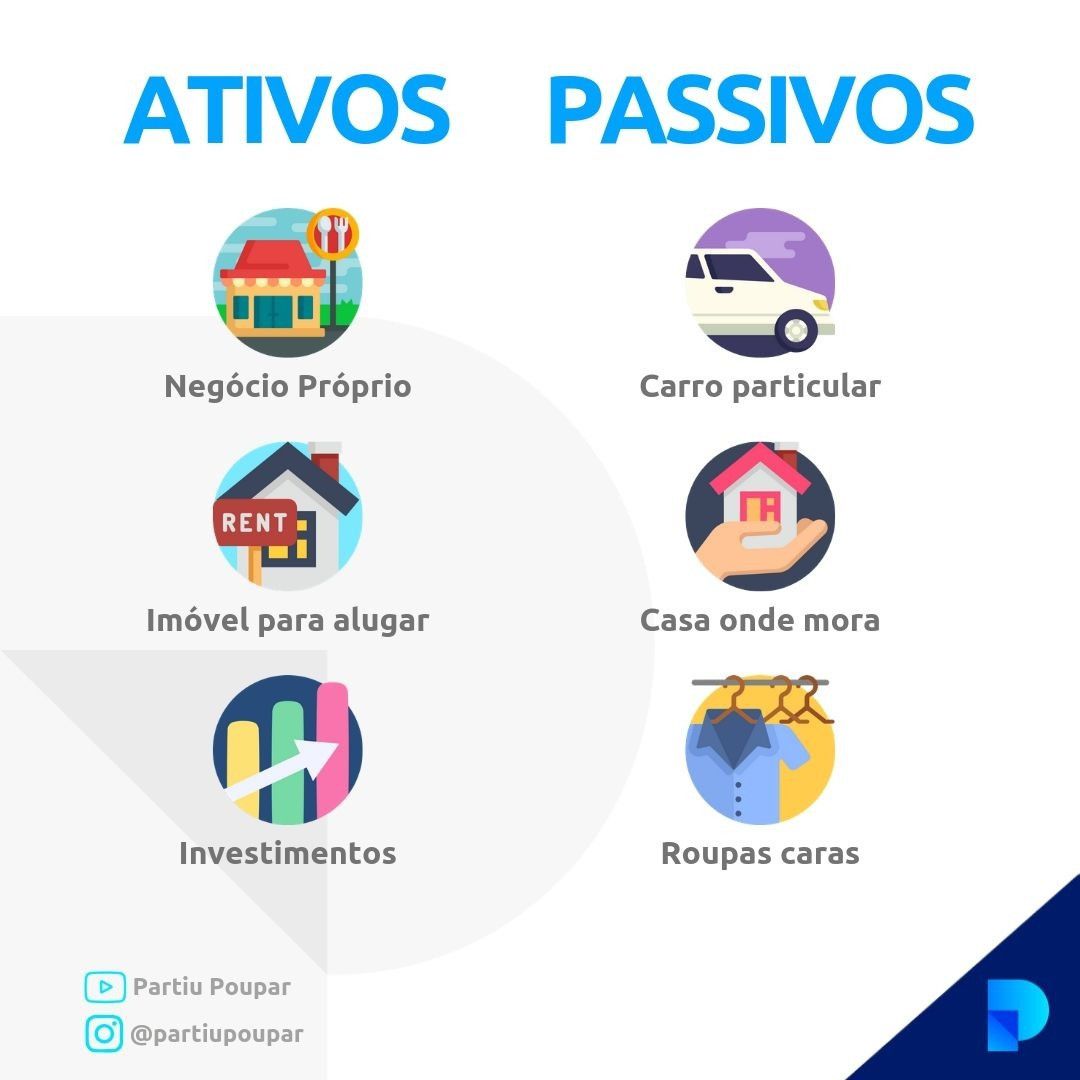 ATIVOS
PASSIVOS
Negócio Próprio
Carro particular
RENT
Imóvel para alugar
Casa onde mora
Investimentos
Roupas caras
Partiu Poupar
@partiupoupar